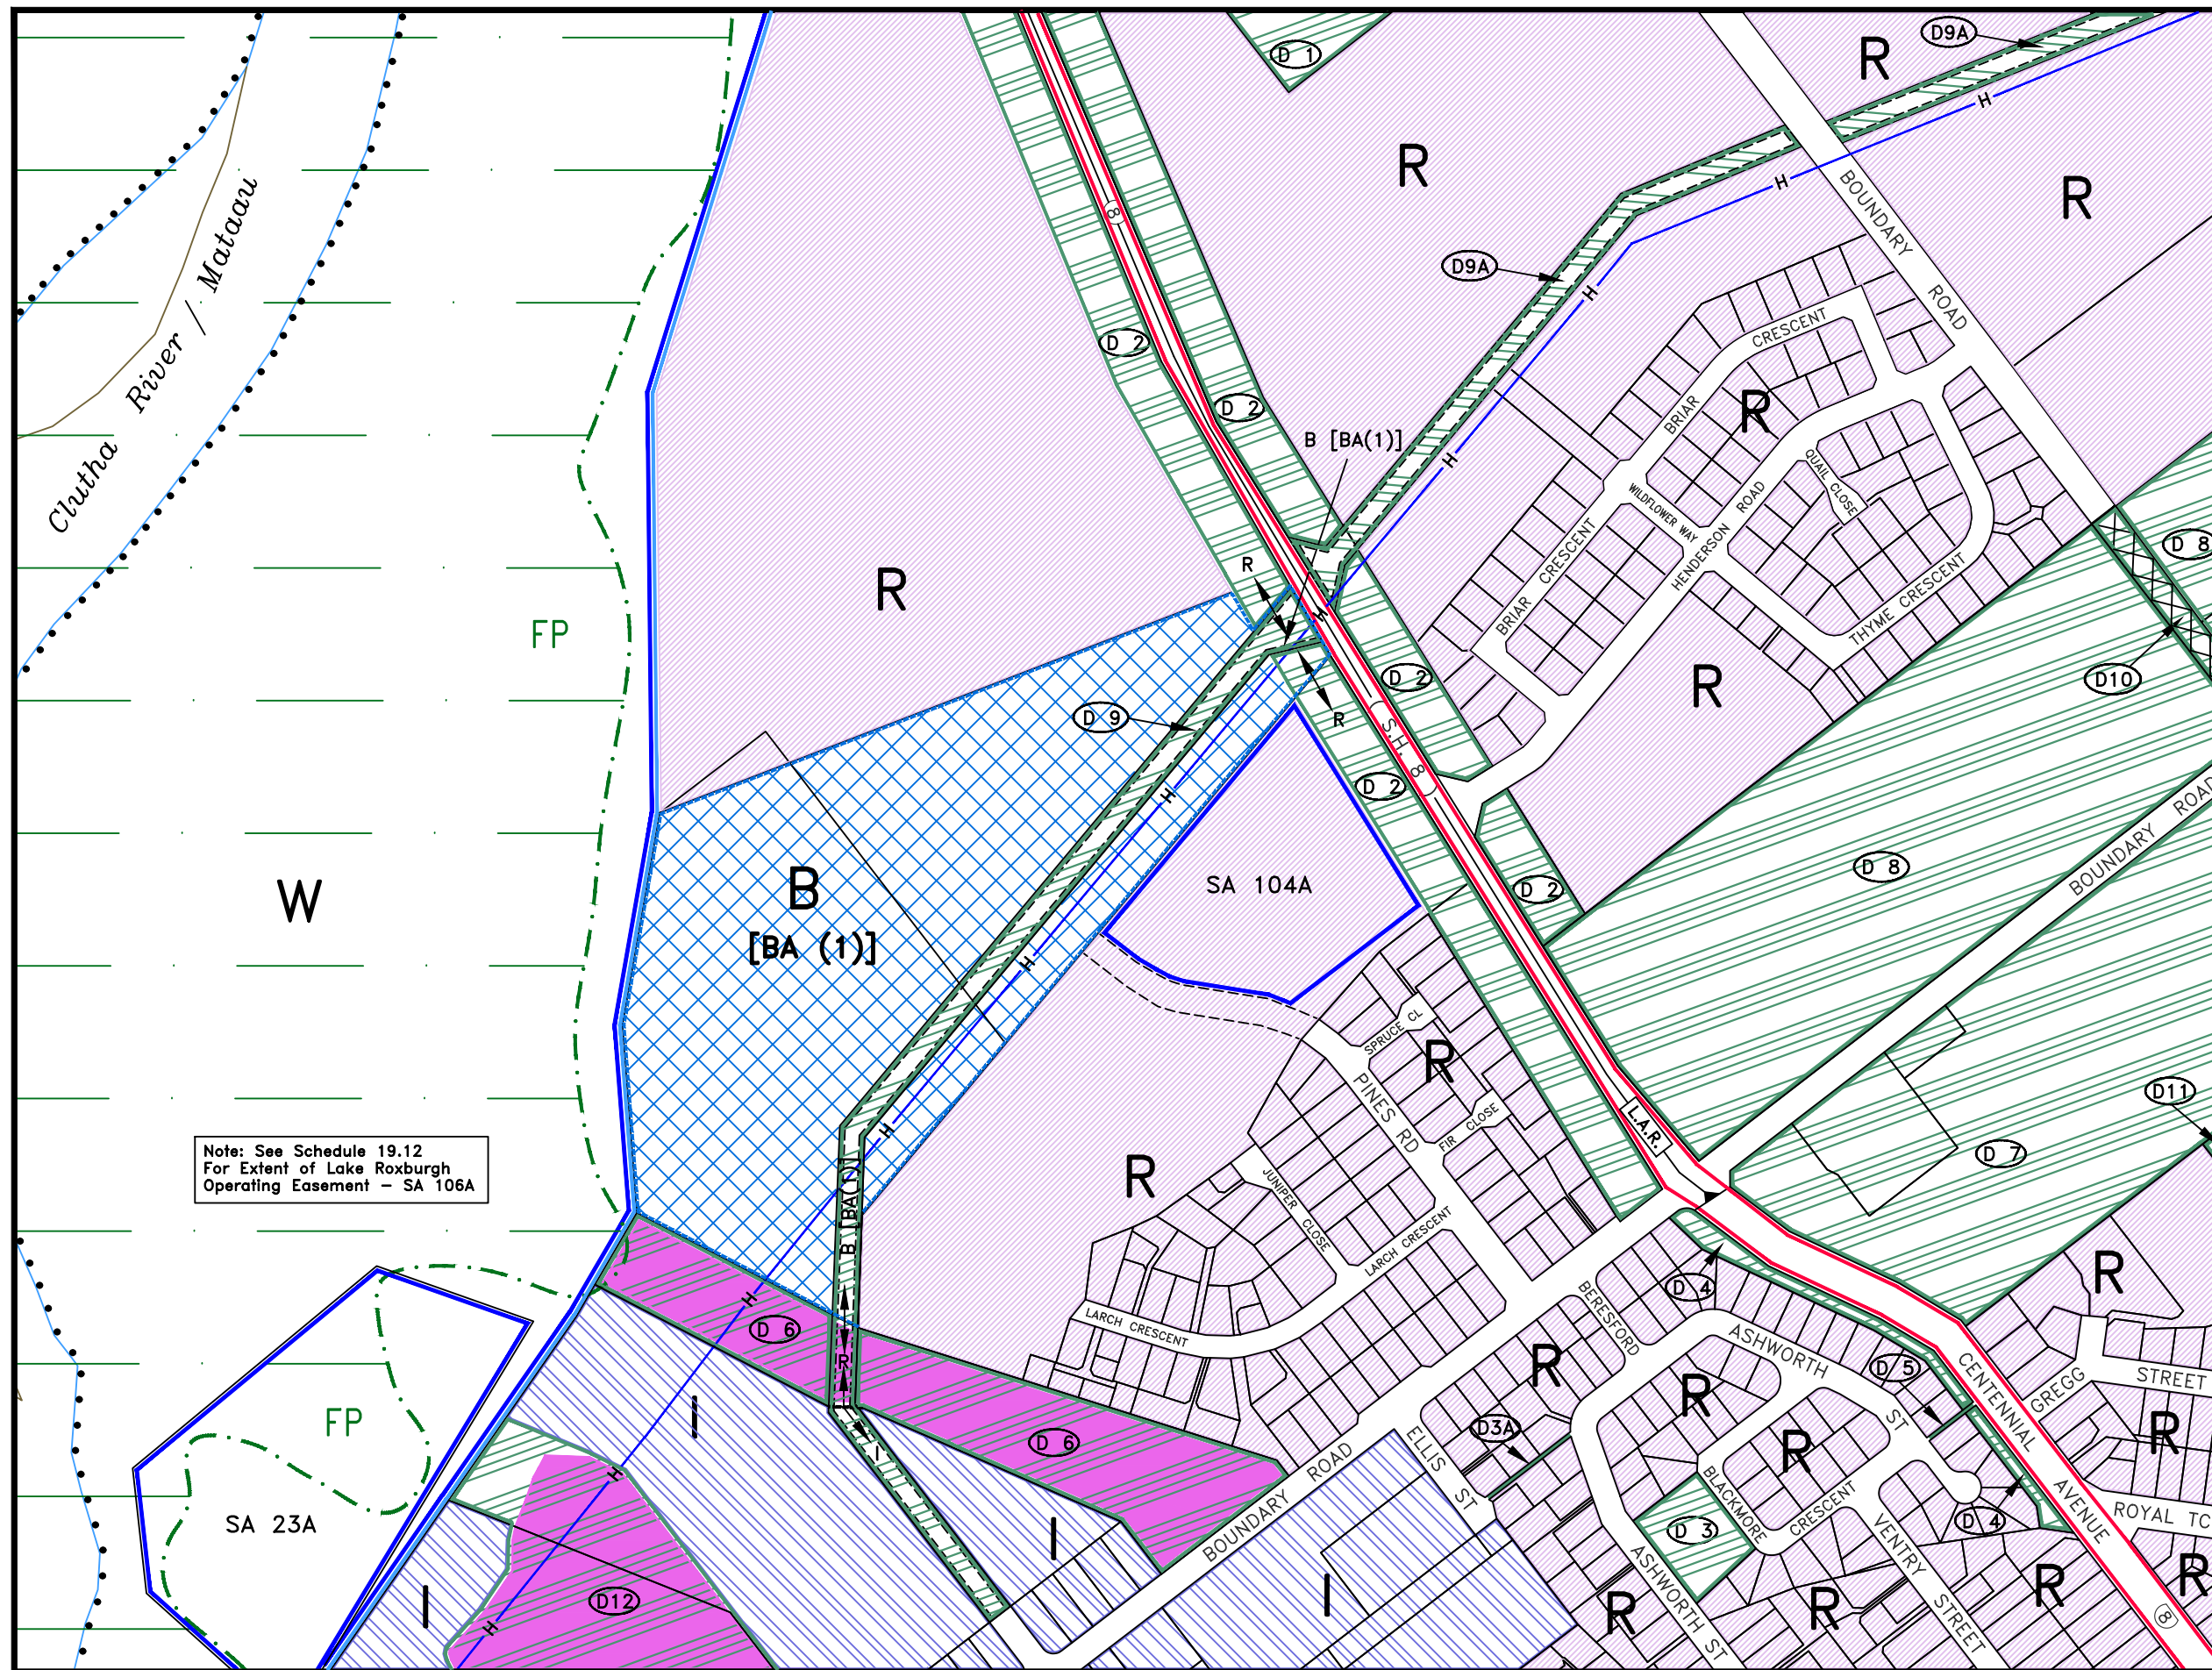 D 1
D9A
R
H
R
R
8
BOUNDARY
ROAD
Clutha River / Mataau
D9A
H
H
D 2
D 2
CRESCENT
BRIAR
R
QUAIL CLOSE
WILDFLOWER WAY
HENDERSON ROAD
BRIAR CRESCENT
THYME CRESCENT
B [BA(1)]
H
R
R
FP
H
D 8
D10
R
D 2
R
D 9
S.H. 8
D 2
H
D 8
BOUNDARY ROAD
W
B
[BA (1)]
SA 104A
D 2
H
SPRUCE CL
R
PINES RD
FIR CLOSE
L.A.R.
D11
D 7
Note: See Schedule 19.12
For Extent of Lake Roxburgh
Operating Easement – SA 106A
H
R
B [BA(1)]
JUNIPER CLOSE
LARCH CRESCENT
LARCH CRESCENT
D 4
R
BERESFORD
H
D 6
R
R
ASHWORTH
ST
D 5
CENTENNIAL
AVENUE
GREGG
STREET
R
FP
I
I
D 6
BOUNDARY ROAD
ELLIS ST
D3A
R
R
R
BLACKMORE
CRESCENT
D 4
ROYAL TC
H
SA 23A
I
D 3
VENTRY STREET
ASHWORTH ST
R
R
R
R
I
D12
H
I
8